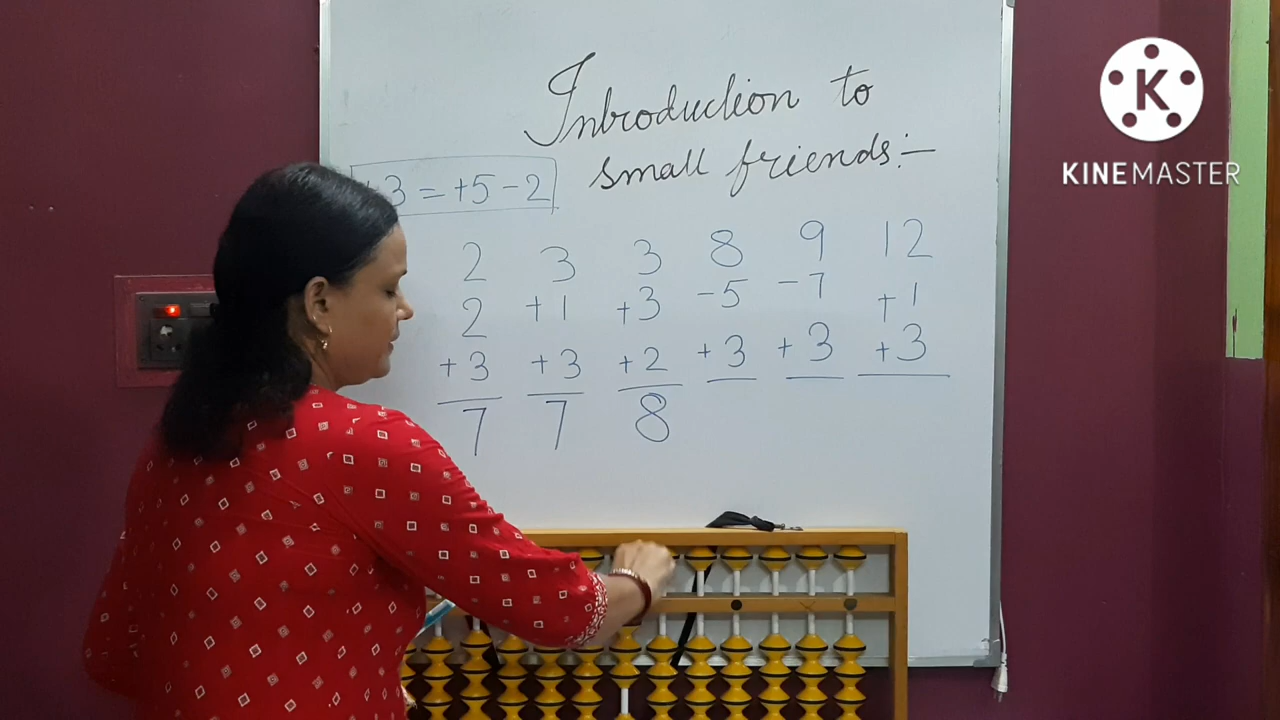 Introduction to
small friends:-
+3 = +5 - 2
2 3 3 8 9 12
2 +1 +3 -5 -7 +1
+3 +3 +2 +3 +3 +3
7 7 8
K
KINEMASTER